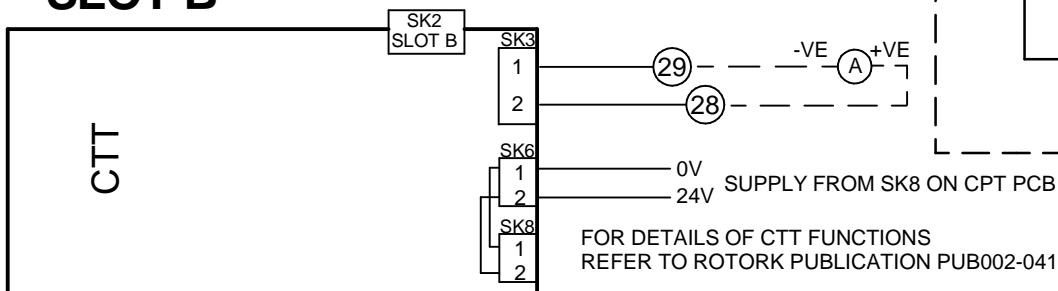 SLOT B
SK2
SLOT B
SK3
1
2
29
-VE
A
+VE
28
CTT
SK6
1
2
0V
24V
SUPPLY FROM SK8 ON CPT PCB
SK8
1
2
FOR DETAILS OF CTT FUNCTIONS
REFER TO ROTORK PUBLICATION PUB002-041